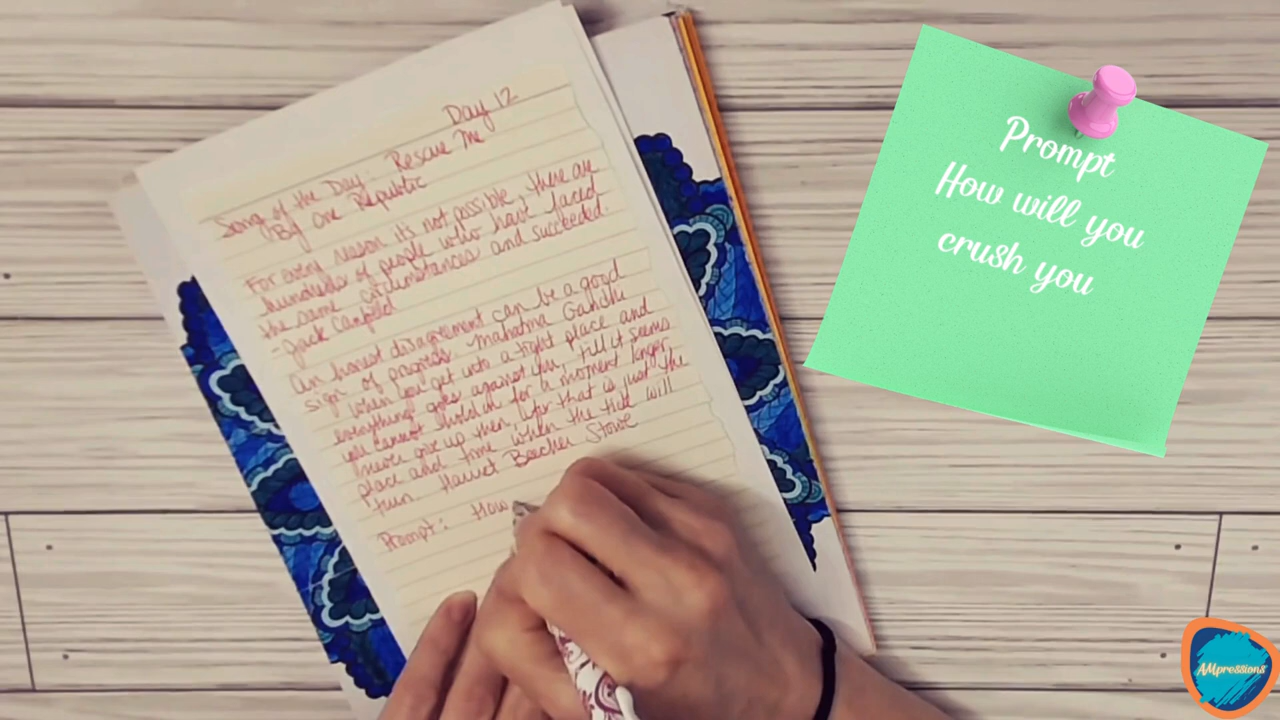 Day 12
Song of the Day: Rescue Me
By One Republic
For every reason it's not possible, there are
hundreds of people who have faced
the same circumstances and succeeded.
- Jack Canfield
An honest disagreement can be a good
sign of progress. Mahatma Gandhi
When you get into a tight place and
everything goes against you, till it seems
you cannot hold on for a moment longer,
never give up then, for that is just the
place and time when the tide will
turn. Harriet Beecher Stowe
Prompt: How
Prompt
How will you
crush you
AMpressions